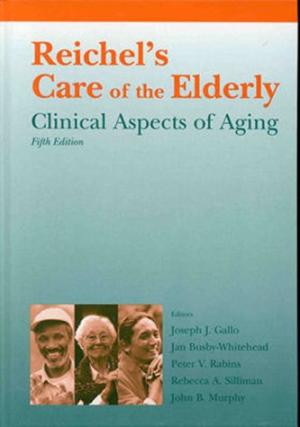 Reichel's
Care of the Elderly
Clinical Aspects of Aging
Fifth Edition
Editors
Joseph J. Gallo
Jan Busby-Whitehead
Peter V. Rabins
Rebecca A. Silliman
John B. Murphy